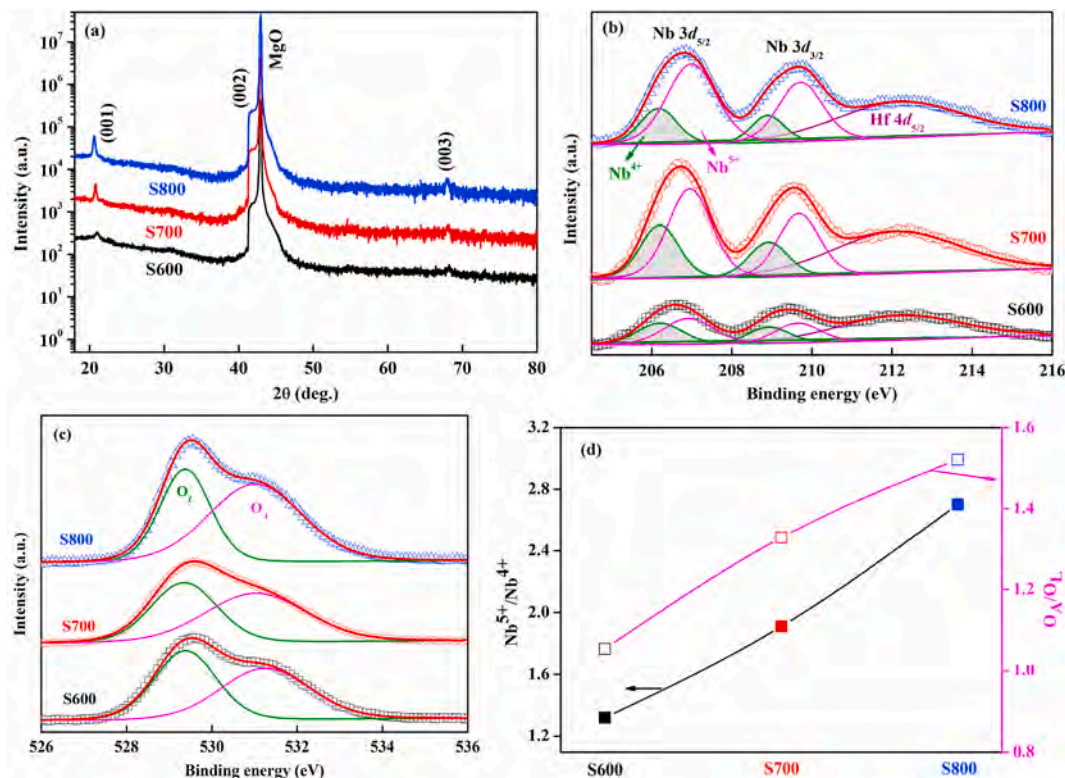 (a)
MgO
(002)
(001)
(003)
S800
S700
S600
10⁷
10⁶
10⁵
10⁴
10³
10²
10¹
10⁰
Intensity (a.u.)
20 30 40 50 60 70 80
2θ (deg.)
(b)
Nb 3d5/2
Nb 3d3/2
Hf 4d5/2
Nb⁴⁺
Nb⁵⁺
S800
S700
S600
Intensity (a.u.)
206 208 210 212 214 216
Binding energy (eV)
(c)
OL
OA
S800
S700
S600
Intensity (a.u.)
526 528 530 532 534 536
Binding energy (eV)
(d)
3.2
2.8
2.4
2.0
1.6
1.2
Nb⁵⁺/Nb⁴⁺
1.6
1.4
1.2
1.0
0.8
OA/OL
S600 S700 S800